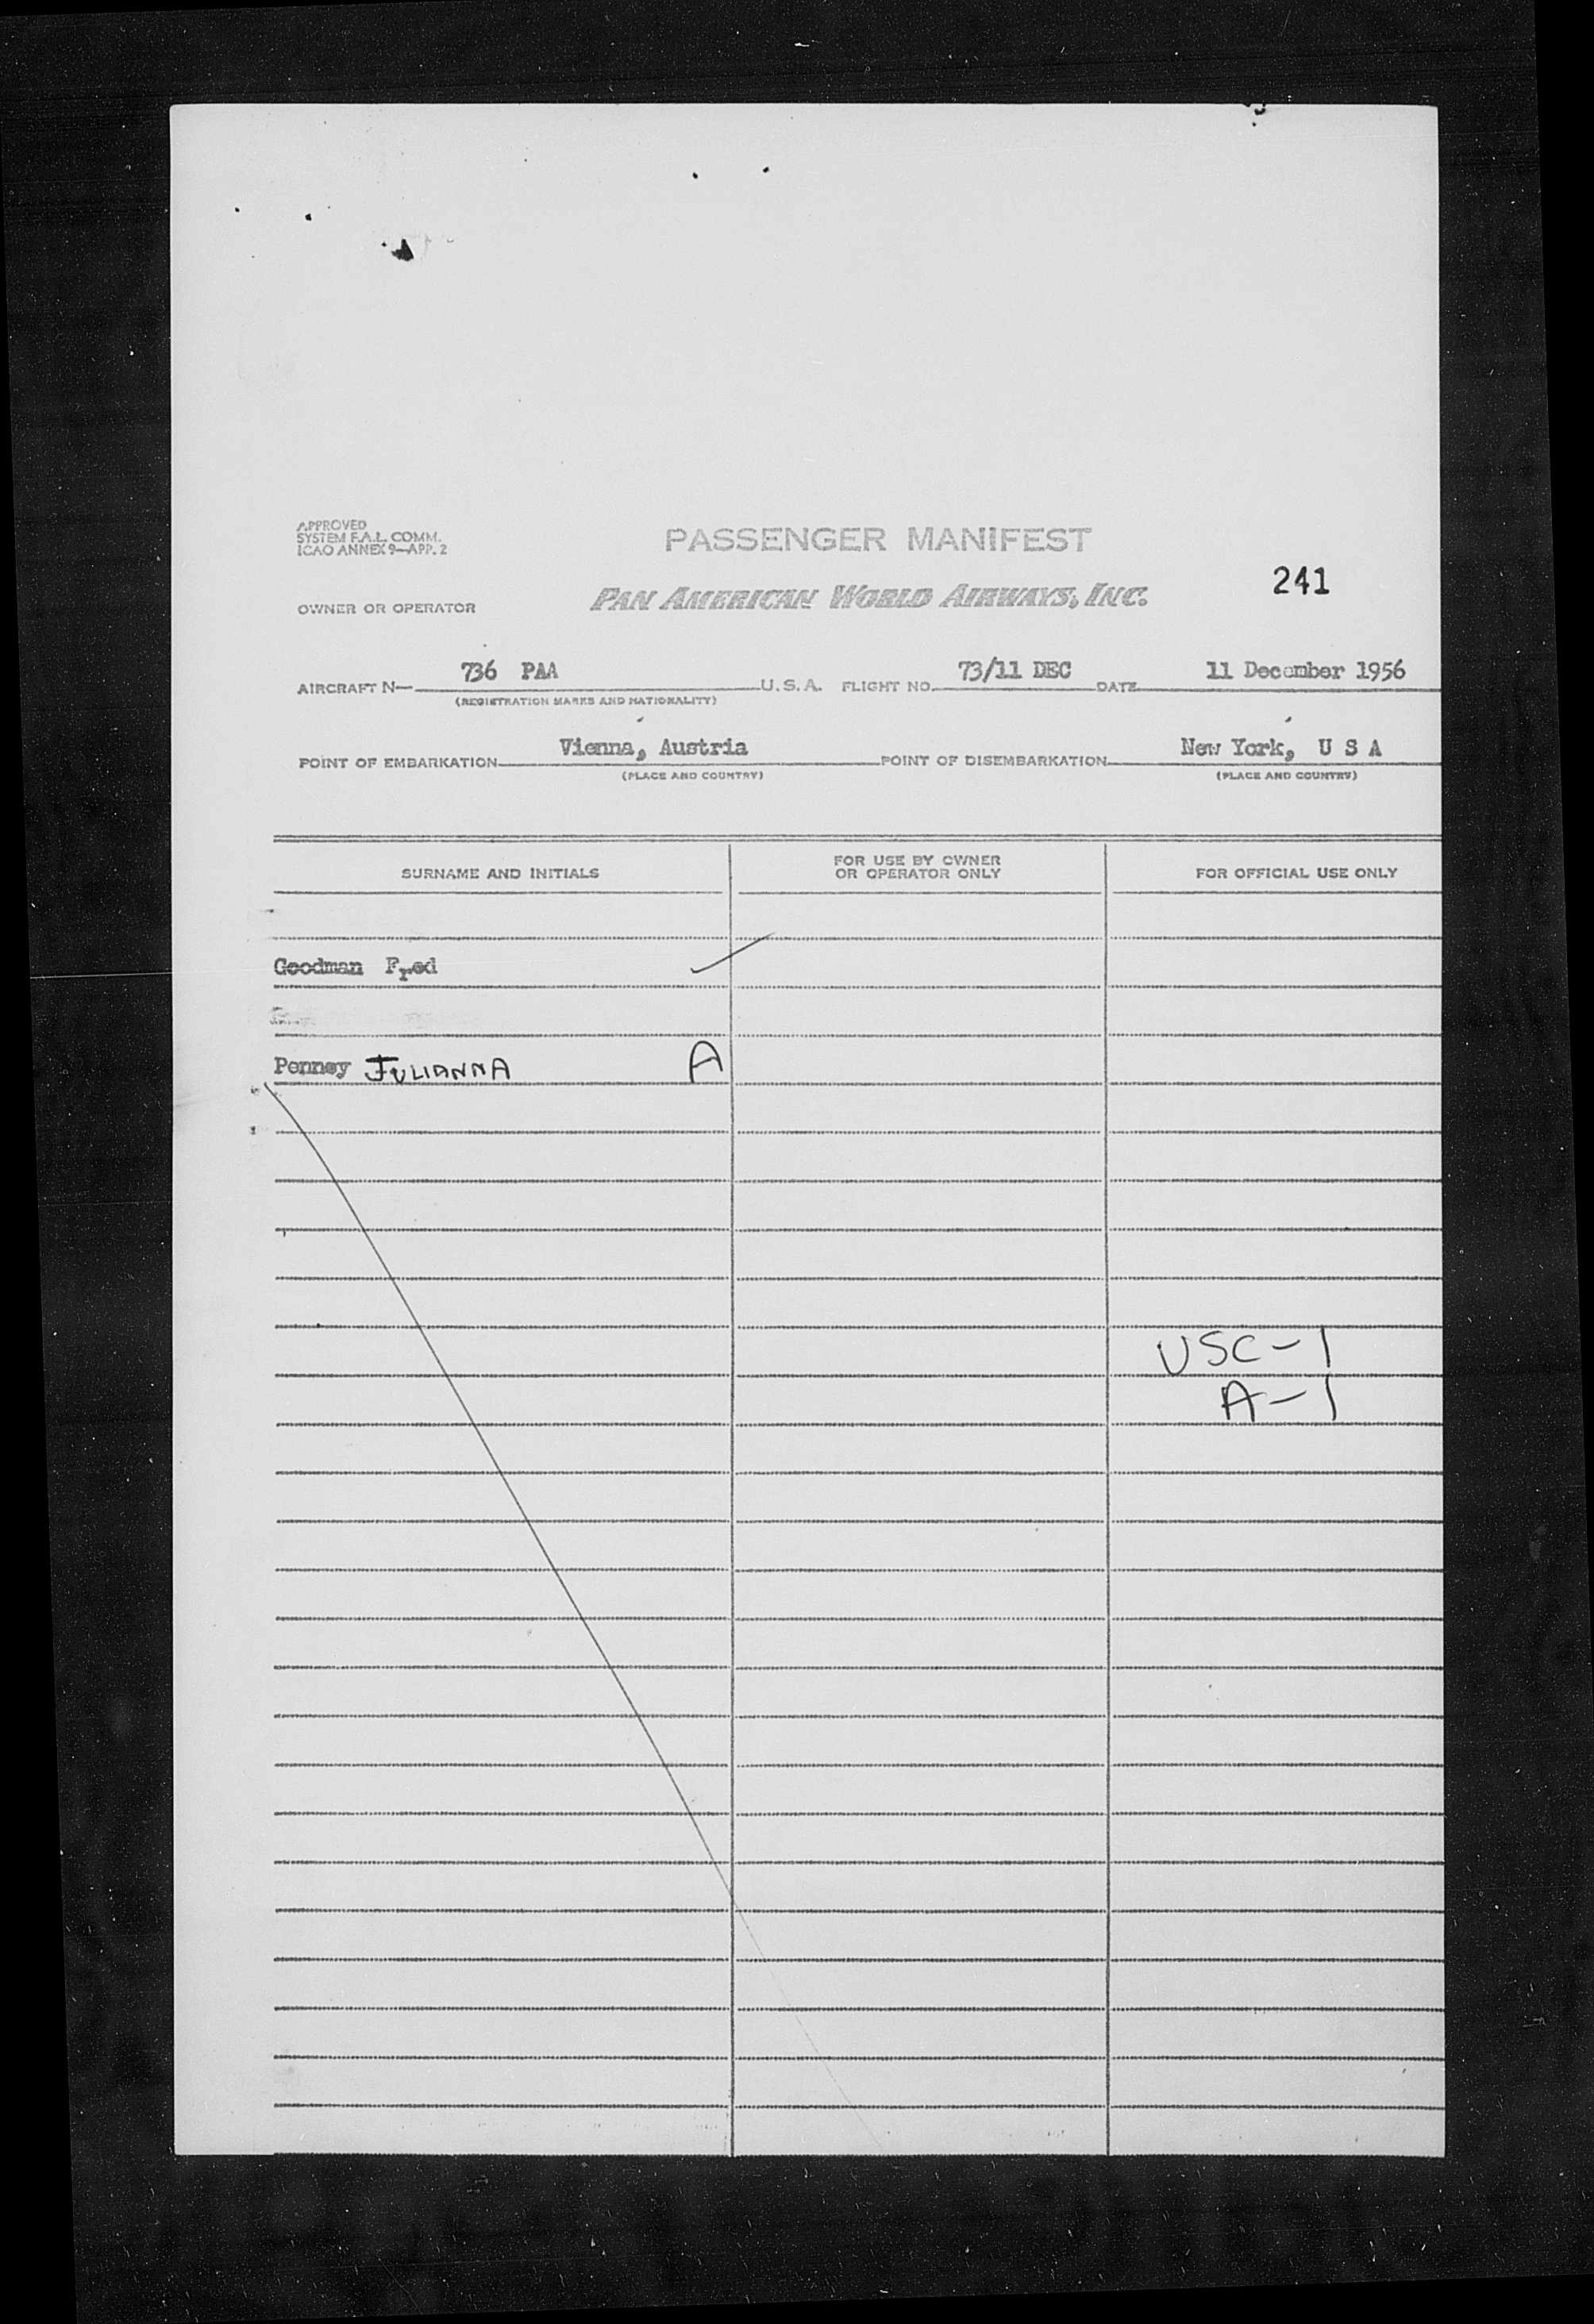 APPROVED
SYSTEM F.A.L. COMM.
ICAO ANNEX 9—APP. 2
PASSENGER MANIFEST
241
OWNER OR OPERATOR PAN AMERICAN WORLD AIRWAYS, INC.
AIRCRAFT N— 736 PAA U.S.A. FLIGHT NO. 73/11 DEC DATE 11 December 1956
(REGISTRATION MARKS AND NATIONALITY)
POINT OF EMBARKATION Vienna, Austria POINT OF DISEMBARKATION New York, U S A
(PLACE AND COUNTRY) (PLACE AND COUNTRY)
SURNAME AND INITIALS FOR USE BY OWNER OR OPERATOR ONLY FOR OFFICIAL USE ONLY
Goodman Fred
Penney JULIANNA A
USC-1
A-1